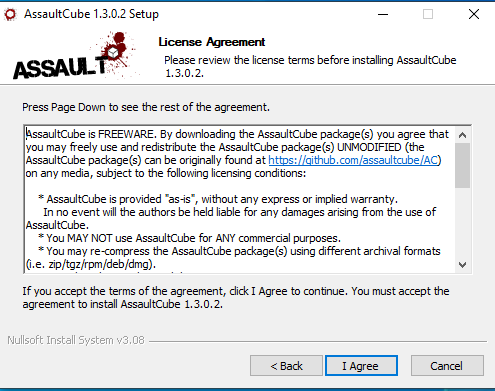 AssaultCube 1.3.0.2 Setup
ASSAULT
License Agreement
Please review the license terms before installing AssaultCube
1.3.0.2.
Press Page Down to see the rest of the agreement.
AssaultCube is FREEWARE. By downloading the AssaultCube package(s) you agree that
you may freely use and redistribute the AssaultCube package(s) UNMODIFIED (the
AssaultCube package(s) can be originally found at https://github.com/assaultcube/AC)
on any media, subject to the following licensing conditions:
* AssaultCube is provided "as-is", without any express or implied warranty.
In no event will the authors be held liable for any damages arising from the use of
AssaultCube.
* You MAY NOT use AssaultCube for ANY commercial purposes.
* You may re-compress the AssaultCube package(s) using different archival formats
(i.e. zip/tgz/rpm/deb/dmg).
If you accept the terms of the agreement, click I Agree to continue. You must accept the
agreement to install AssaultCube 1.3.0.2.
Nullsoft Install System v3.08
< Back
I Agree
Cancel